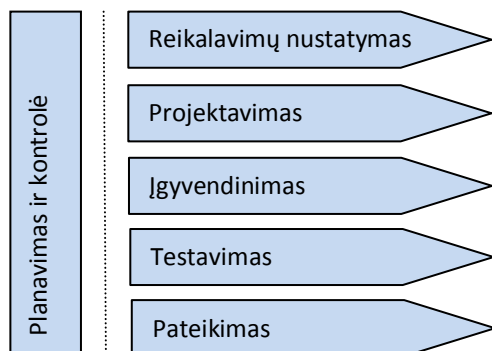 Planavimas ir kontrolė
Reikalavimų nustatymas
Projektavimas
Įgyvendinimas
Testavimas
Pateikimas